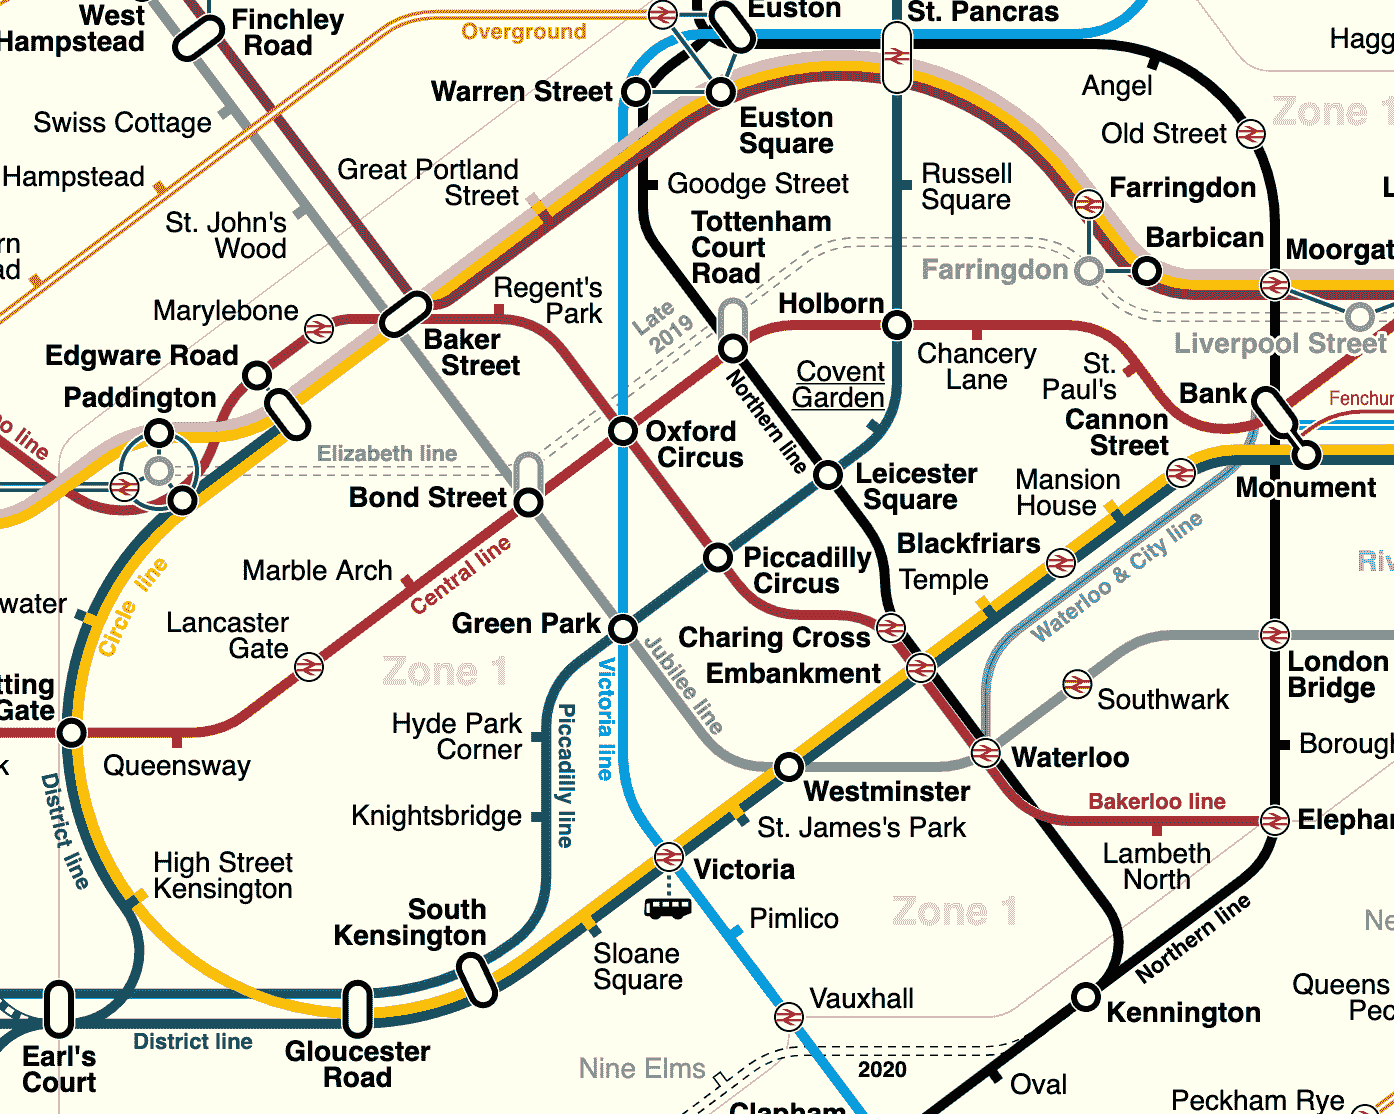 West
Hampstead
Finchley
Road
Overground
Euston
St. Pancras
Hagg
Angel
Zone 1
Warren Street
Swiss Cottage
Euston
Square
Old Street
Hampstead
Great Portland
Street
Goodge Street
Russell
Square
Farringdon
L
St. John's
Wood
Tottenham
Court
Road
rn
ad
Barbican
Moorgat
Farringdon
Regent's
Park
Marylebone
Late
2019
Holborn
Liverpool Street
Edgware Road
Baker
Street
Chancery
Lane
St.
Paul's
Covent
Garden
Paddington
Bank
Fenchur
Cannon
Street
oo line
Northern line
Elizabeth line
Oxford
Circus
Bond Street
Leicester
Square
Mansion
House
Monument
Marble Arch
Central line
Piccadilly
Circus
Blackfriars
Temple
Waterloo & City line
Riv
Circle line
water
Lancaster
Gate
Green Park
Charing Cross
Embankment
Zone 1
Jubilee line
Victoria line
London
Bridge
tting
Gate
Southwark
Hyde Park
Corner
Piccadilly line
Queensway
k
Waterloo
Borough
District line
Westminster
Bakerloo line
Knightsbridge
St. James's Park
Elephan
Lambeth
North
High Street
Kensington
Victoria
South
Kensington
Pimlico
Zone 1
Northern line
Ne
Sloane
Square
Vauxhall
Queens
Pec
Kennington
District line
Earl's
Court
Gloucester
Road
Nine Elms
2020
Oval
Clapham
Peckham Rye